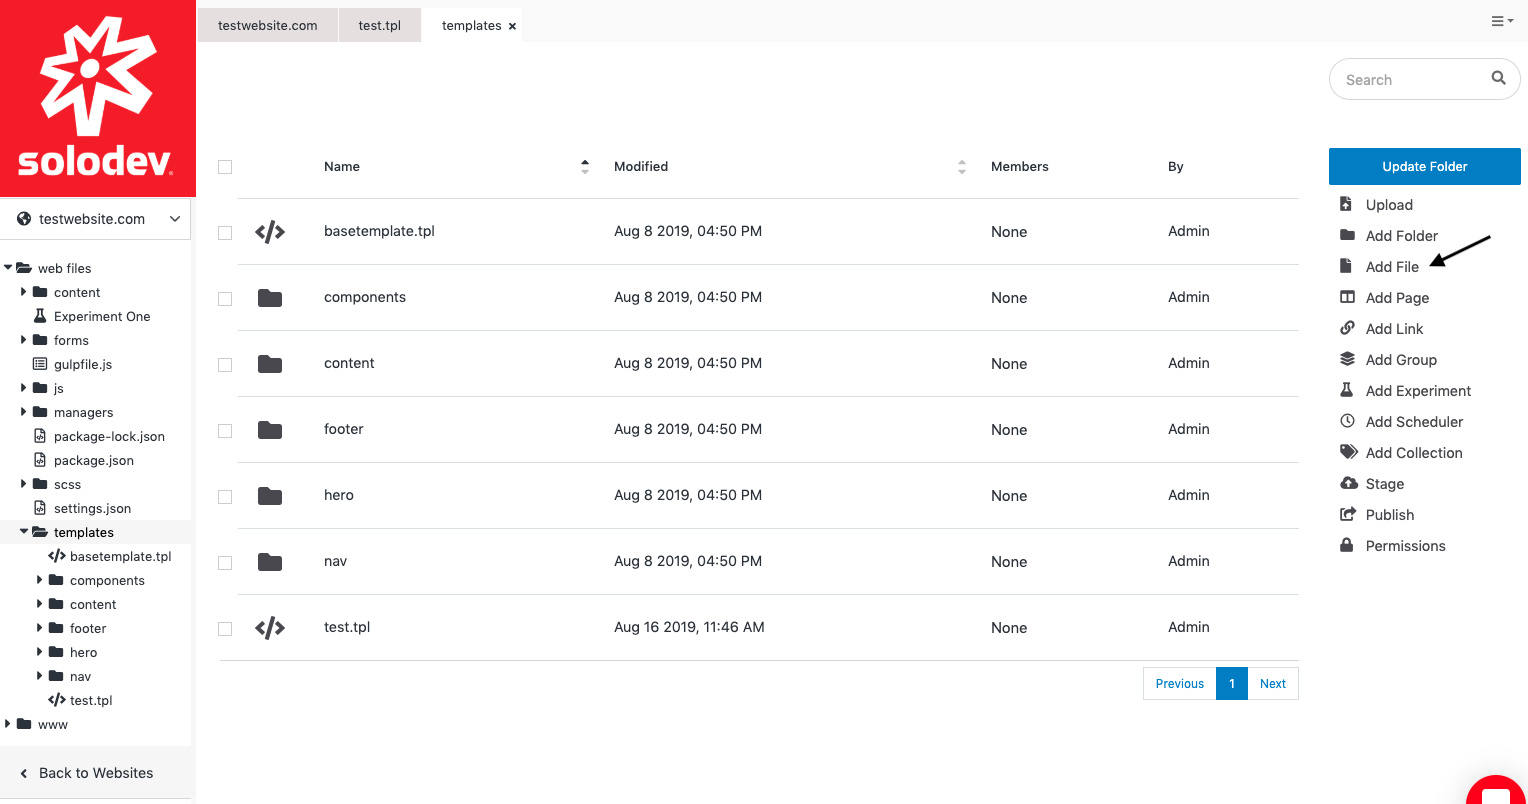 testwebsite.com test.tpl templates
solodev
testwebsite.com
web files
content
Experiment One
forms
gulpfile.js
js
managers
package-lock.json
package.json
scss
settings.json
templates
basetemplate.tpl
components
content
footer
hero
nav
test.tpl
www
Back to Websites
Name Modified Members By
basetemplate.tpl Aug 8 2019, 04:50 PM None Admin
components Aug 8 2019, 04:50 PM None Admin
content Aug 8 2019, 04:50 PM None Admin
footer Aug 8 2019, 04:50 PM None Admin
hero Aug 8 2019, 04:50 PM None Admin
nav Aug 8 2019, 04:50 PM None Admin
test.tpl Aug 16 2019, 11:46 AM None Admin
Previous 1 Next
Search
Update Folder
Upload
Add Folder
Add File
Add Page
Add Link
Add Group
Add Experiment
Add Scheduler
Add Collection
Stage
Publish
Permissions